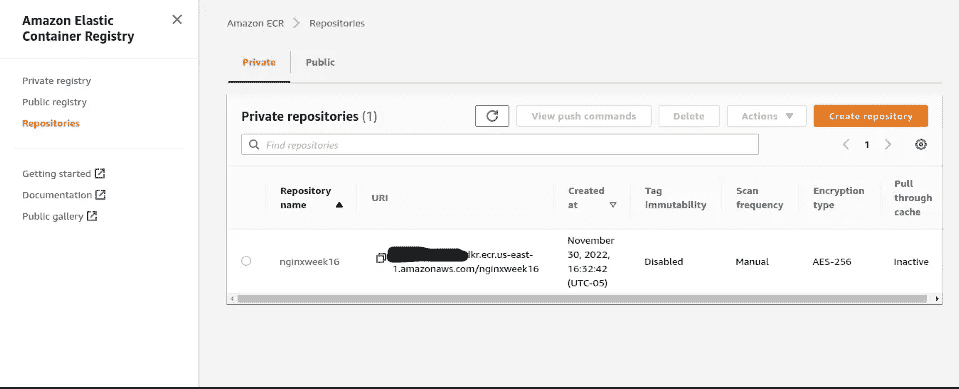 Amazon Elastic
Container Registry
Private registry
Public registry
Repositories
Getting started
Documentation
Public gallery
Amazon ECR
Repositories
Private
Public
Private repositories (1)
View push commands
Delete
Actions
Create repository
Find repositories
1
Repository
name
URI
Created
at
Tag
immutability
Scan
frequency
Encryption
type
Pull
through
cache
nginxweek16
.ecr.us-east-
1.amazonaws.com/nginxweek16
November
30, 2022,
16:32:42
(UTC-05)
Disabled
Manual
AES-256
Inactive